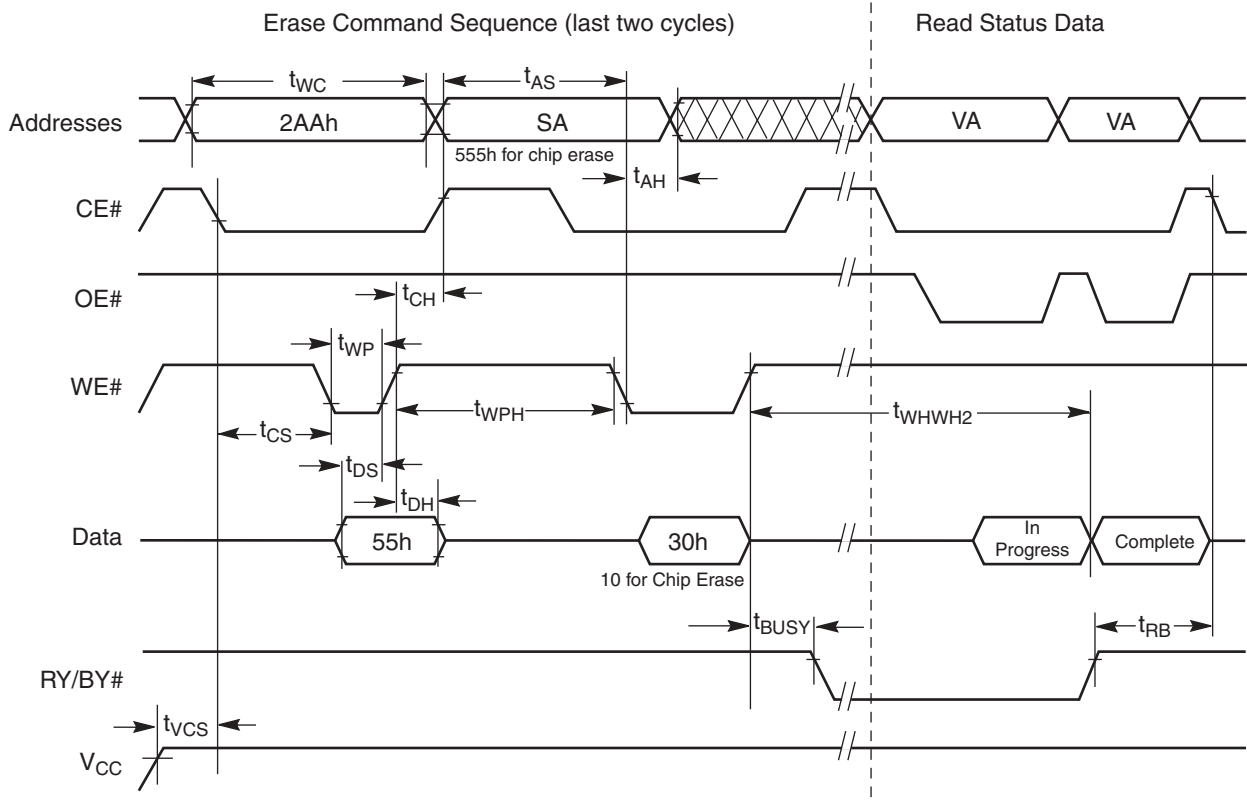 Erase Command Sequence (last two cycles)
Read Status Data
tWC
tAS
Addresses
2AAh
SA
VA
VA
555h for chip erase
tAH
CE#
OE#
tCH
tWP
WE#
tWPH
tWHWH2
tCS
tDS
tDH
Data
55h
30h
In
Progress
Complete
10 for Chip Erase
tBUSY
tRB
RY/BY#
tVCS
VCC